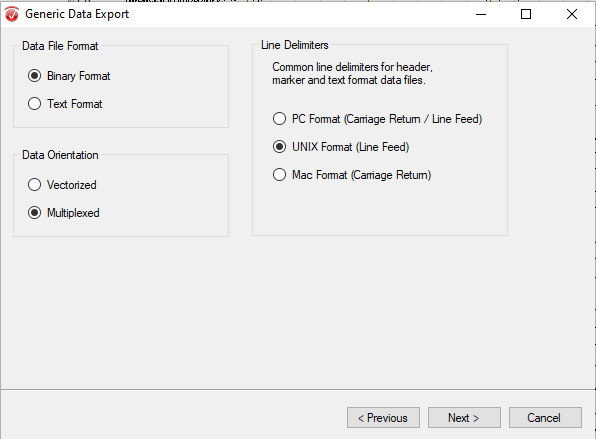 Generic Data Export
Data File Format
Binary Format
Text Format
Data Orientation
Vectorized
Multiplexed
Line Delimiters
Common line delimiters for header,
marker and text format data files.
PC Format (Carriage Return / Line Feed)
UNIX Format (Line Feed)
Mac Format (Carriage Return)
< Previous
Next >
Cancel